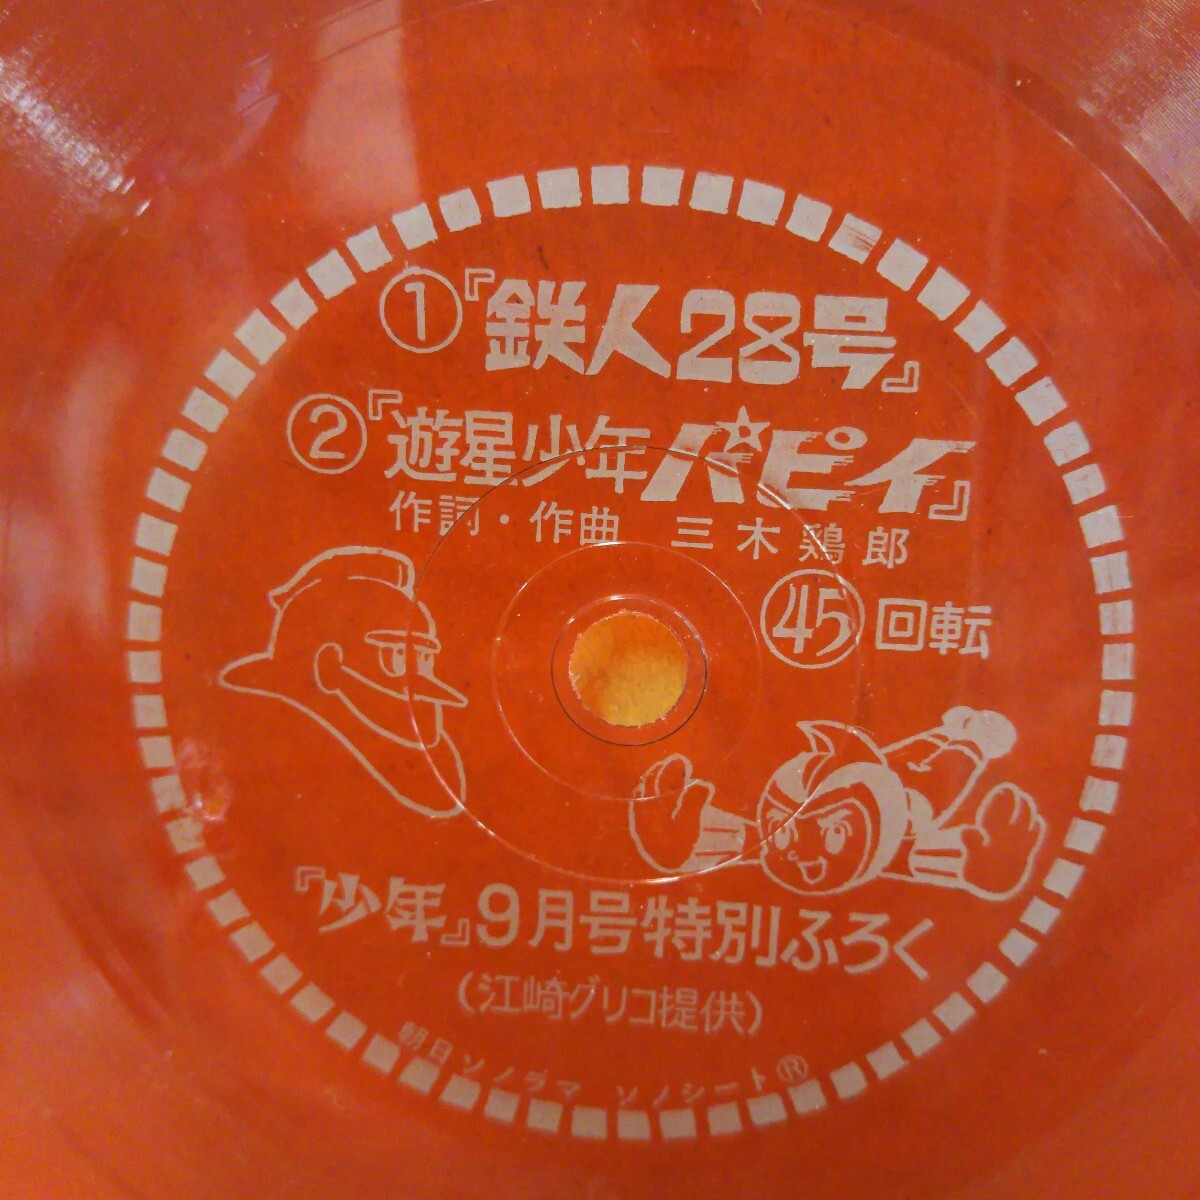 ①『鉄人28号』
②『遊星少年パピイ』
作詞・作曲 三木鶏郎
㊺回転
『少年』9月号特別ふろく
(江崎グリコ提供)
朝日ソノラマ ソノシート®